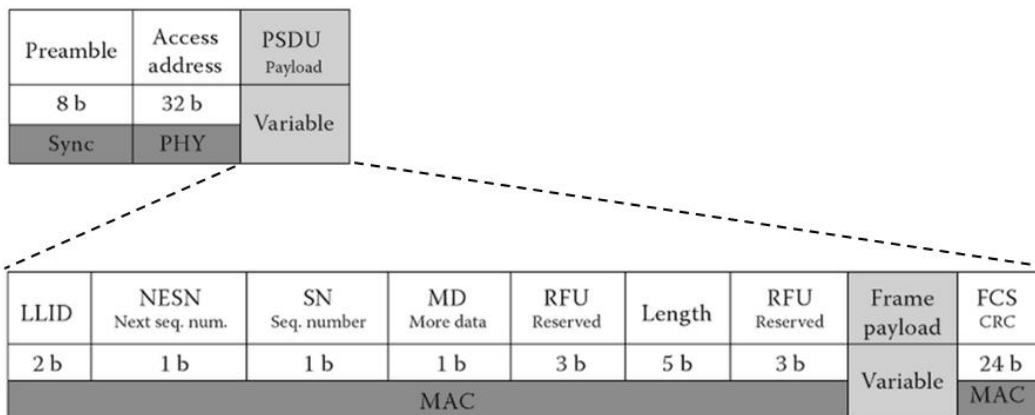 Preamble Access address PSDU Payload
8 b 32 b Variable
Sync PHY
LLID NESN Next seq. num. SN Seq. number MD More data RFU Reserved Length RFU Reserved Frame payload FCS CRC
2 b 1 b 1 b 1 b 3 b 5 b 3 b Variable 24 b
MAC MAC